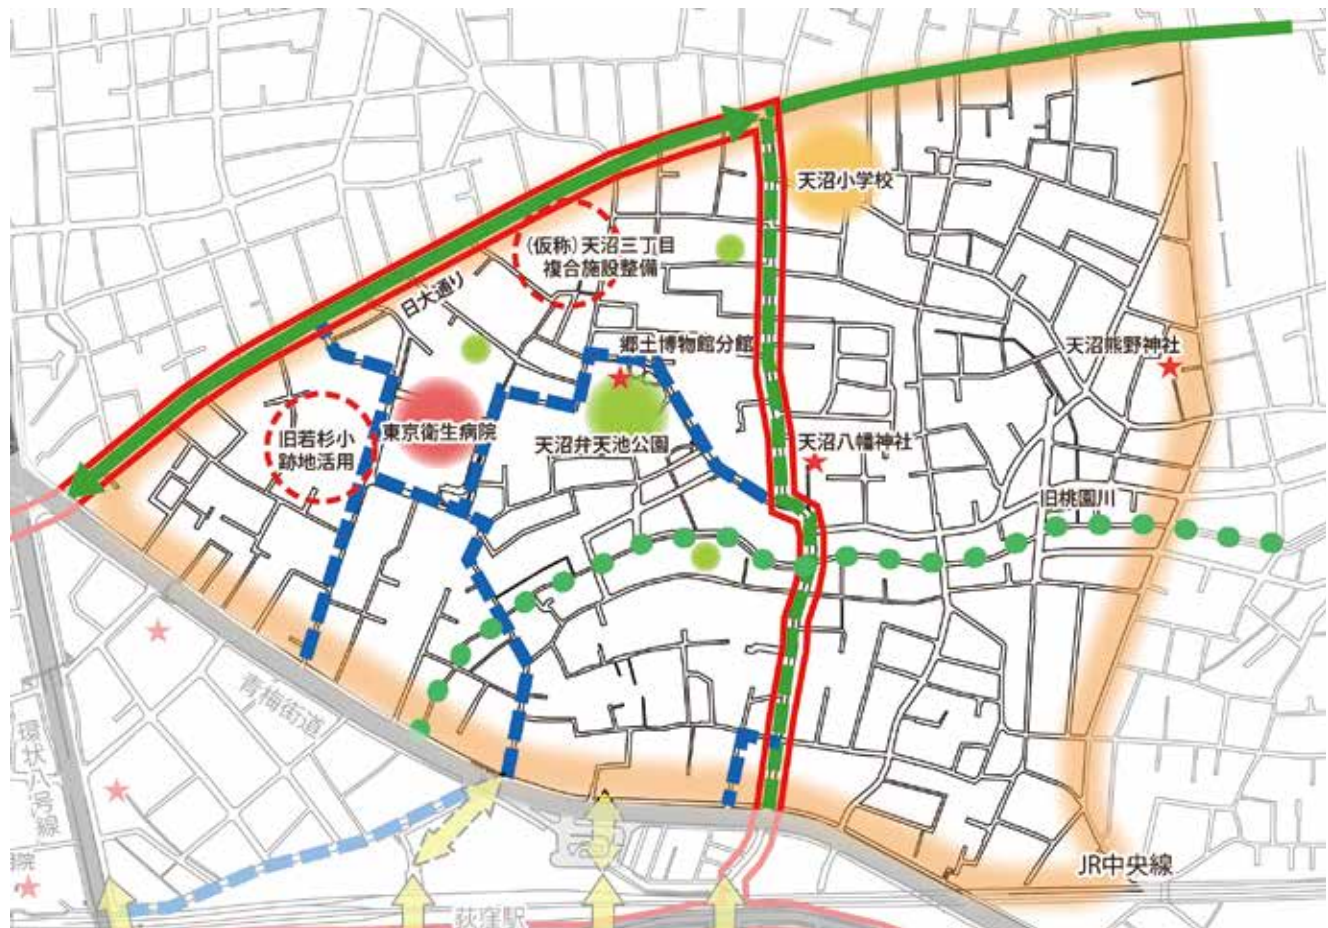 天沼小学校
(仮称)天沼三丁目
複合施設整備
日大通り
郷土博物館分館
天沼熊野神社
旧若杉小
跡地活用
東京衛生病院
天沼弁天池公園
天沼八幡神社
旧桃園川
青梅街道
環状八号線
院
JR中央線
荻窪駅